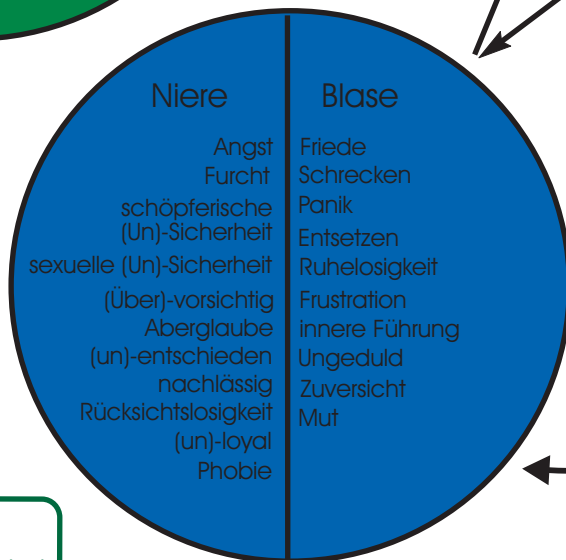 Niere
Angst
Furcht
schöpferische
(Un)-Sicherheit
sexuelle (Un)-Sicherheit
(Über)-vorsichtig
Aberglaube
(un)-entschieden
nachlässig
Rücksichtslosigkeit
(un)-loyal
Phobie
Blase
Friede
Schrecken
Panik
Entsetzen
Ruhelosigkeit
Frustration
innere Führung
Ungeduld
Zuversicht
Mut